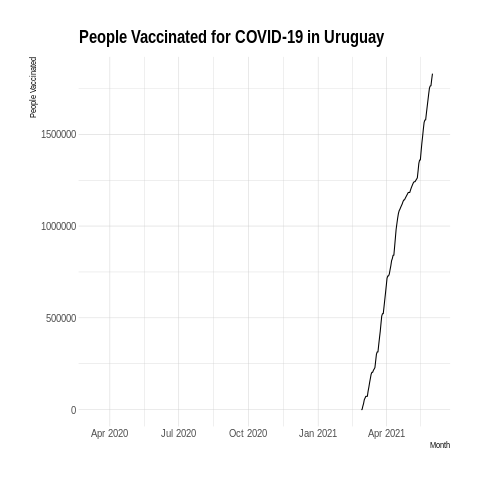 People Vaccinated for COVID-19 in Uruguay
People Vaccinated
1500000
1000000
500000
0
Apr 2020 Jul 2020 Oct 2020 Jan 2021 Apr 2021
Month